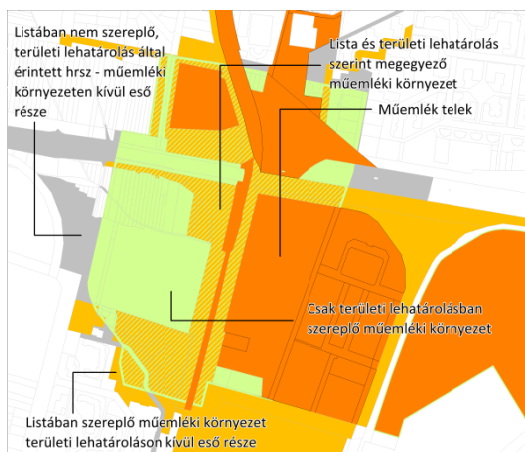 Listában nem szereplő,
területi lehatárolás által
érintett hrsz - műemléki
környezeten kívül eső
része
Lista és területi lehatárolás
szerint megegyező
műemléki környezet
Műemlék telek
Csak területi lehatárolásban
szereplő műemléki környezet
Listában szereplő műemléki környezet
területi lehatároláson kívül eső része